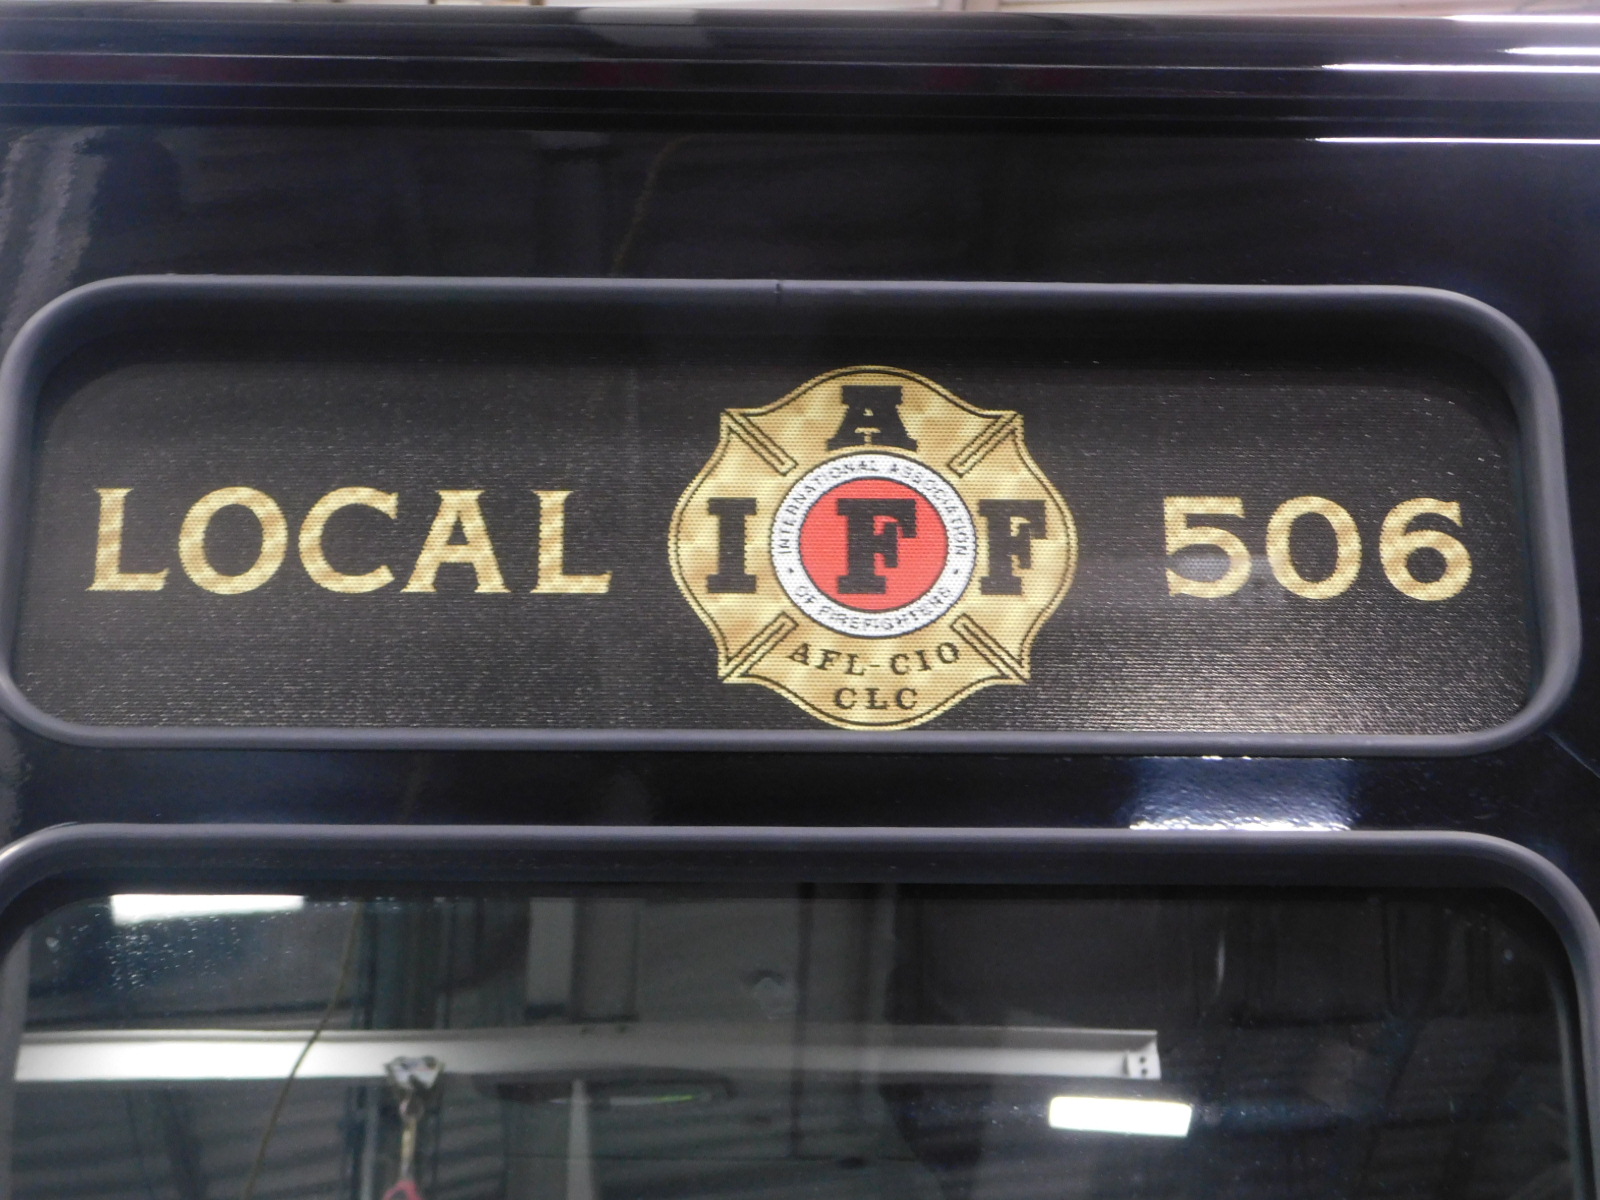 LOCAL
A
I F F
INTERNATIONAL ASSOCIATION
OF FIREFIGHTERS
AFL-CIO
CLC
506